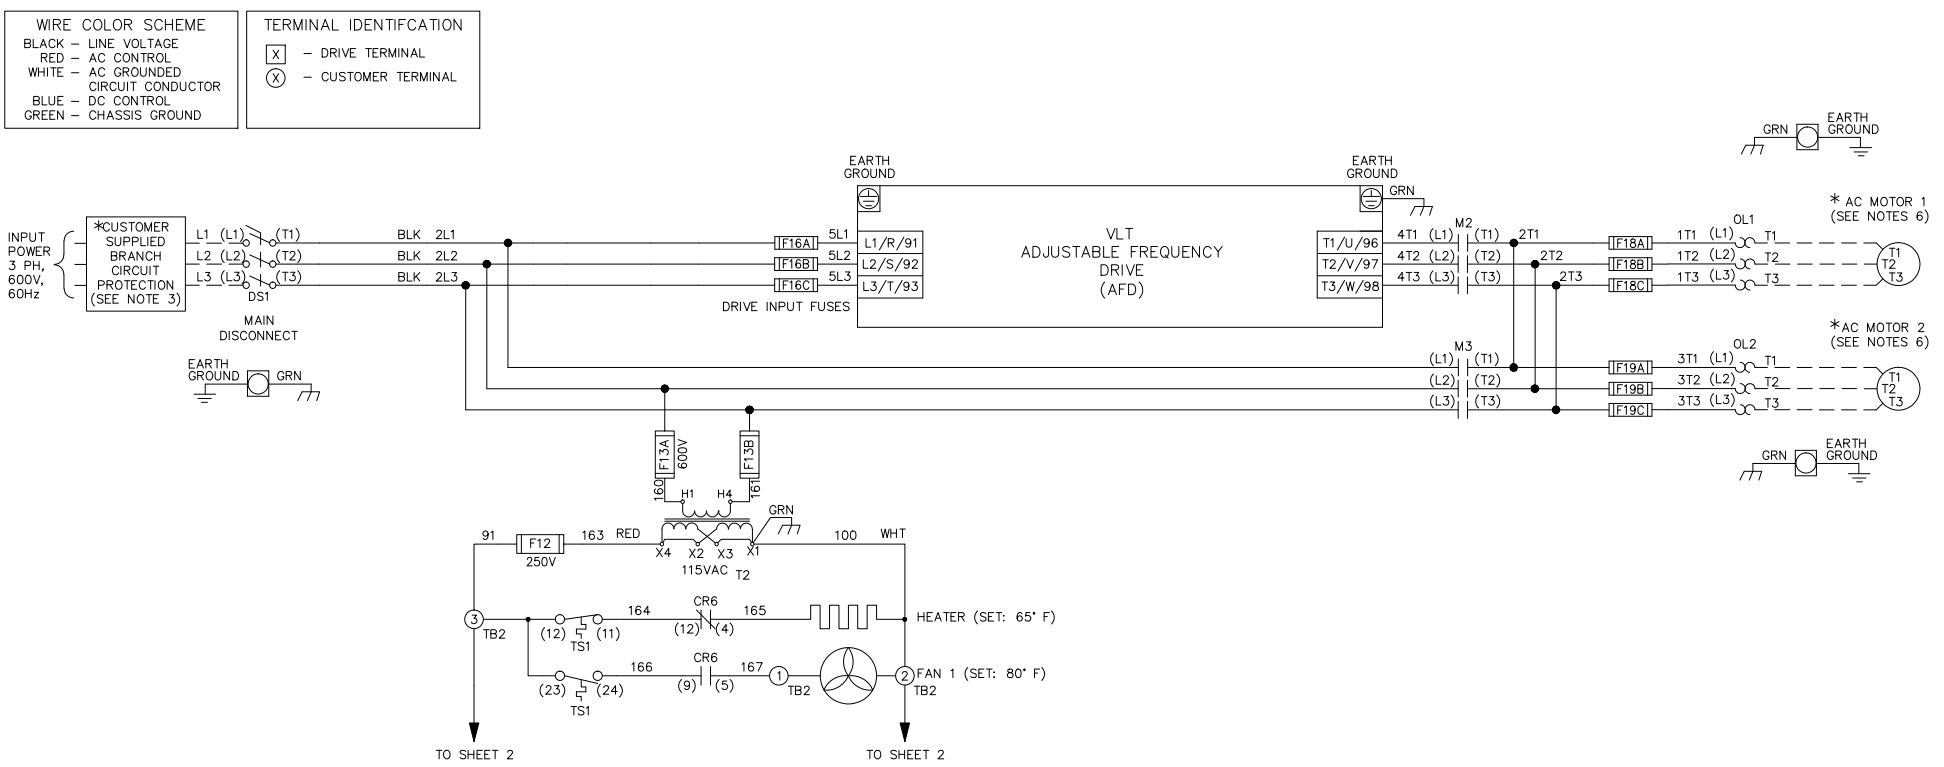 WIRE COLOR SCHEME
BLACK – LINE VOLTAGE
RED – AC CONTROL
WHITE – AC GROUNDED
CIRCUIT CONDUCTOR
BLUE – DC CONTROL
GREEN – CHASSIS GROUND
TERMINAL IDENTIFCATION
X – DRIVE TERMINAL
X – CUSTOMER TERMINAL
INPUT
POWER
3 PH,
600V,
60Hz
*CUSTOMER
SUPPLIED
BRANCH
CIRCUIT
PROTECTION
(SEE NOTE 3)
L1 (L1) (T1) BLK 2L1
L2 (L2) (T2) BLK 2L2
L3 (L3) (T3) BLK 2L3
DS1
MAIN
DISCONNECT
EARTH
GROUND GRN
F16A 5L1 L1/R/91
F16B 5L2 L2/S/92
F16C 5L3 L3/T/93
DRIVE INPUT FUSES
EARTH
GROUND
VLT
ADJUSTABLE FREQUENCY
DRIVE
(AFD)
EARTH
GROUND
GRN
M2
T1/U/96 4T1 (L1) (T1) 2T1 F18A 1T1 (L1) T1
T2/V/97 4T2 (L2) (T2) 2T2 F18B 1T2 (L2) T2
T3/W/98 4T3 (L3) (T3) 2T3 F18C 1T3 (L3) T3
OL1
GRN
EARTH
GROUND
* AC MOTOR 1
(SEE NOTES 6)
T1
T2
T3
M3
(L1) (T1) F19A 3T1 (L1) T1
(L2) (T2) F19B 3T2 (L2) T2
(L3) (T3) F19C 3T3 (L3) T3
OL2
*AC MOTOR 2
(SEE NOTES 6)
T1
T2
T3
GRN
EARTH
GROUND
F13A
600V
F13B
160
161
H1 H4
GRN
91 F12 163 RED
250V
X4 X2 X3 X1
100 WHT
115VAC T2
3
TB2
164 CR6 165
(12) (11) (12) (4)
TS1
HEATER (SET: 65° F)
166 CR6 167 1
(23) (24) (9) (5) TB2
TS1
2
FAN 1 (SET: 80° F)
TB2
TO SHEET 2
TO SHEET 2